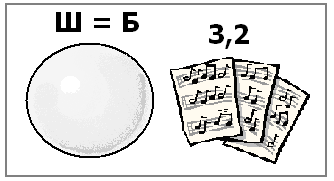 Ш = Б
3,2